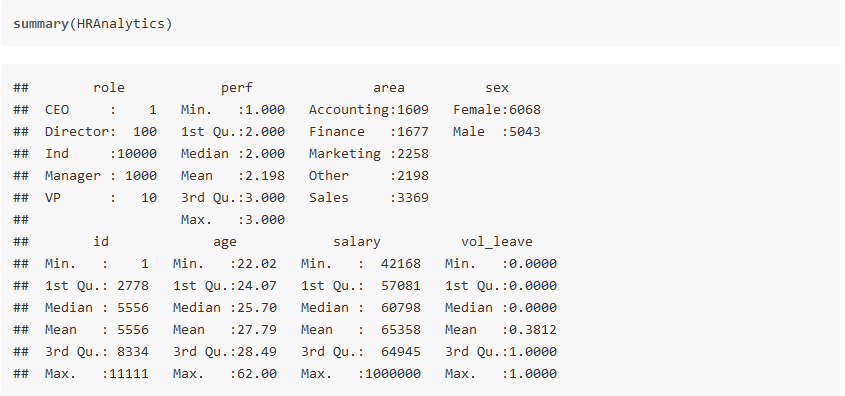 summary(HRAnalytics)
##       role            perf               area          sex
##  CEO     :    1   Min.   :1.000   Accounting:1609   Female:6068
##  Director:  100   1st Qu.:2.000   Finance   :1677   Male  :5043
##  Ind     :10000   Median :2.000   Marketing :2258
##  Manager : 1000   Mean   :2.198   Other     :2198
##  VP      :   10   3rd Qu.:3.000   Sales     :3369
##                   Max.   :3.000
##        id             age            salary          vol_leave
##  Min.   :    1   Min.   :22.02   Min.   :  42168   Min.   :0.0000
##  1st Qu.: 2778   1st Qu.:24.07   1st Qu.:  57081   1st Qu.:0.0000
##  Median : 5556   Median :25.70   Median :  60798   Median :0.0000
##  Mean   : 5556   Mean   :27.79   Mean   :  65358   Mean   :0.3812
##  3rd Qu.: 8334   3rd Qu.:28.49   3rd Qu.:  64945   3rd Qu.:1.0000
##  Max.   :11111   Max.   :62.00   Max.   :1000000   Max.   :1.0000